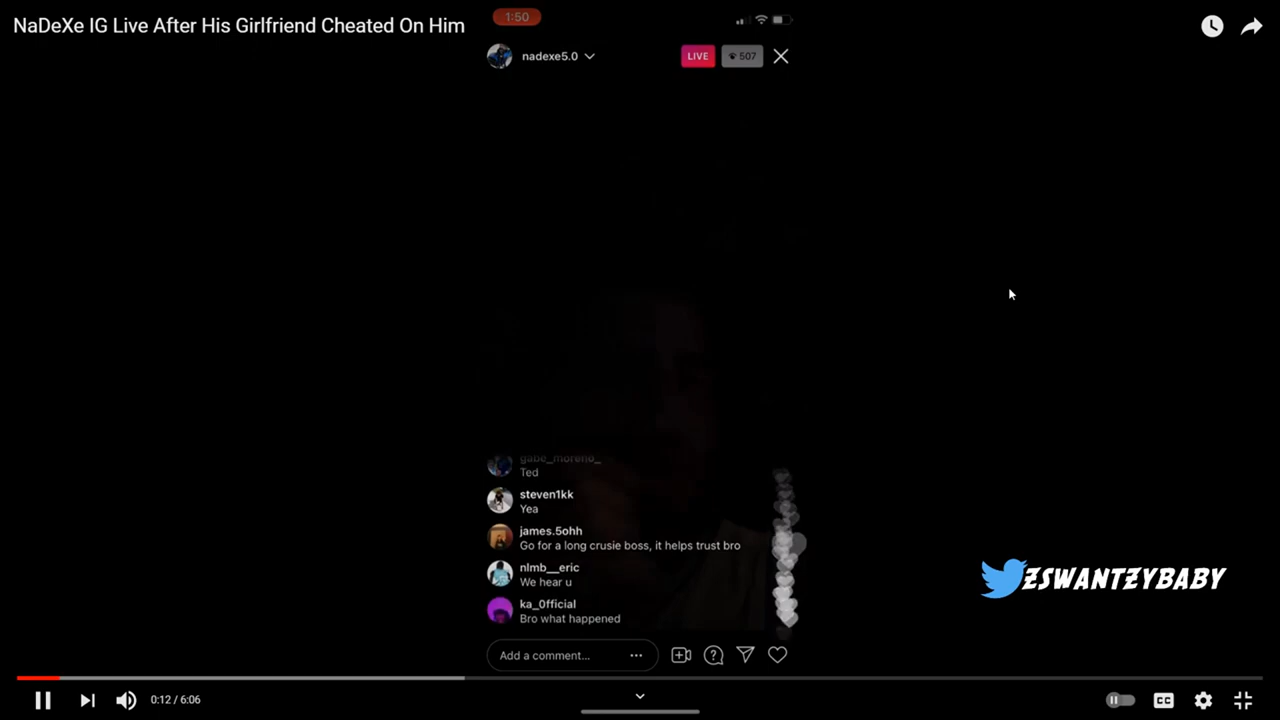 NaDeXe IG Live After His Girlfriend Cheated On Him
1:50
nadexe5.0
LIVE
507
gabe_moreno_
Ted
steven1kk
Yea
james.5ohh
Go for a long crusie boss, it helps trust bro
nlmb__eric
We hear u
ka_0fficial
Bro what happened
ZSWANTZYBABY
Add a comment...
0:12 / 6:06
CC